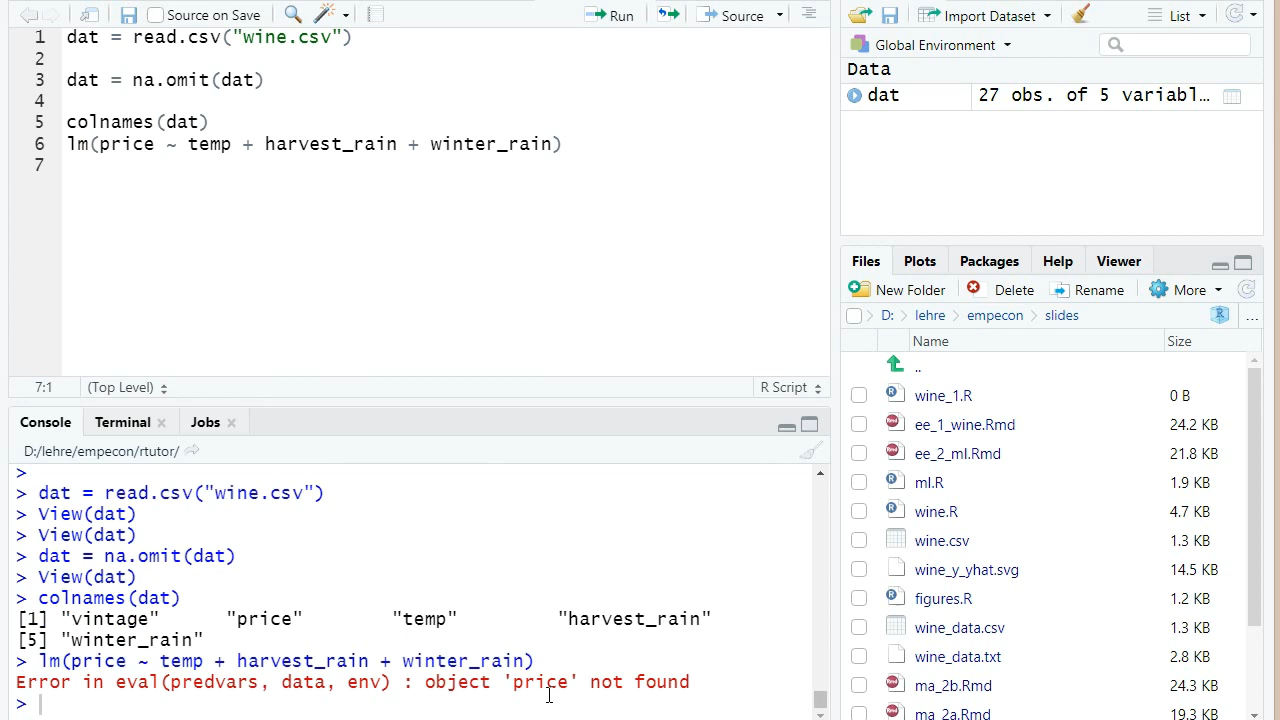 Source on Save
Run
Source
1 dat = read.csv("wine.csv")
2
3 dat = na.omit(dat)
4
5 colnames(dat)
6 lm(price ~ temp + harvest_rain + winter_rain)
7
7:1 (Top Level) R Script
Console Terminal Jobs
D:/lehre/empecon/rtutor/
>
> dat = read.csv("wine.csv")
> View(dat)
> View(dat)
> dat = na.omit(dat)
> View(dat)
> colnames(dat)
[1] "vintage" "price" "temp" "harvest_rain"
[5] "winter_rain"
> lm(price ~ temp + harvest_rain + winter_rain)
Error in eval(predvars, data, env) : object 'price' not found
>
Import Dataset List
Global Environment
Data
dat 27 obs. of 5 variabl...
Files Plots Packages Help Viewer
New Folder Delete Rename More
D: lehre empecon slides ...
Name Size
..
wine_1.R 0 B
ee_1_wine.Rmd 24.2 KB
ee_2_ml.Rmd 21.8 KB
ml.R 1.9 KB
wine.R 4.7 KB
wine.csv 1.3 KB
wine_y_yhat.svg 14.5 KB
figures.R 1.2 KB
wine_data.csv 1.3 KB
wine_data.txt 2.8 KB
ma_2b.Rmd 24.3 KB
ma_2a.Rmd 19.3 KB